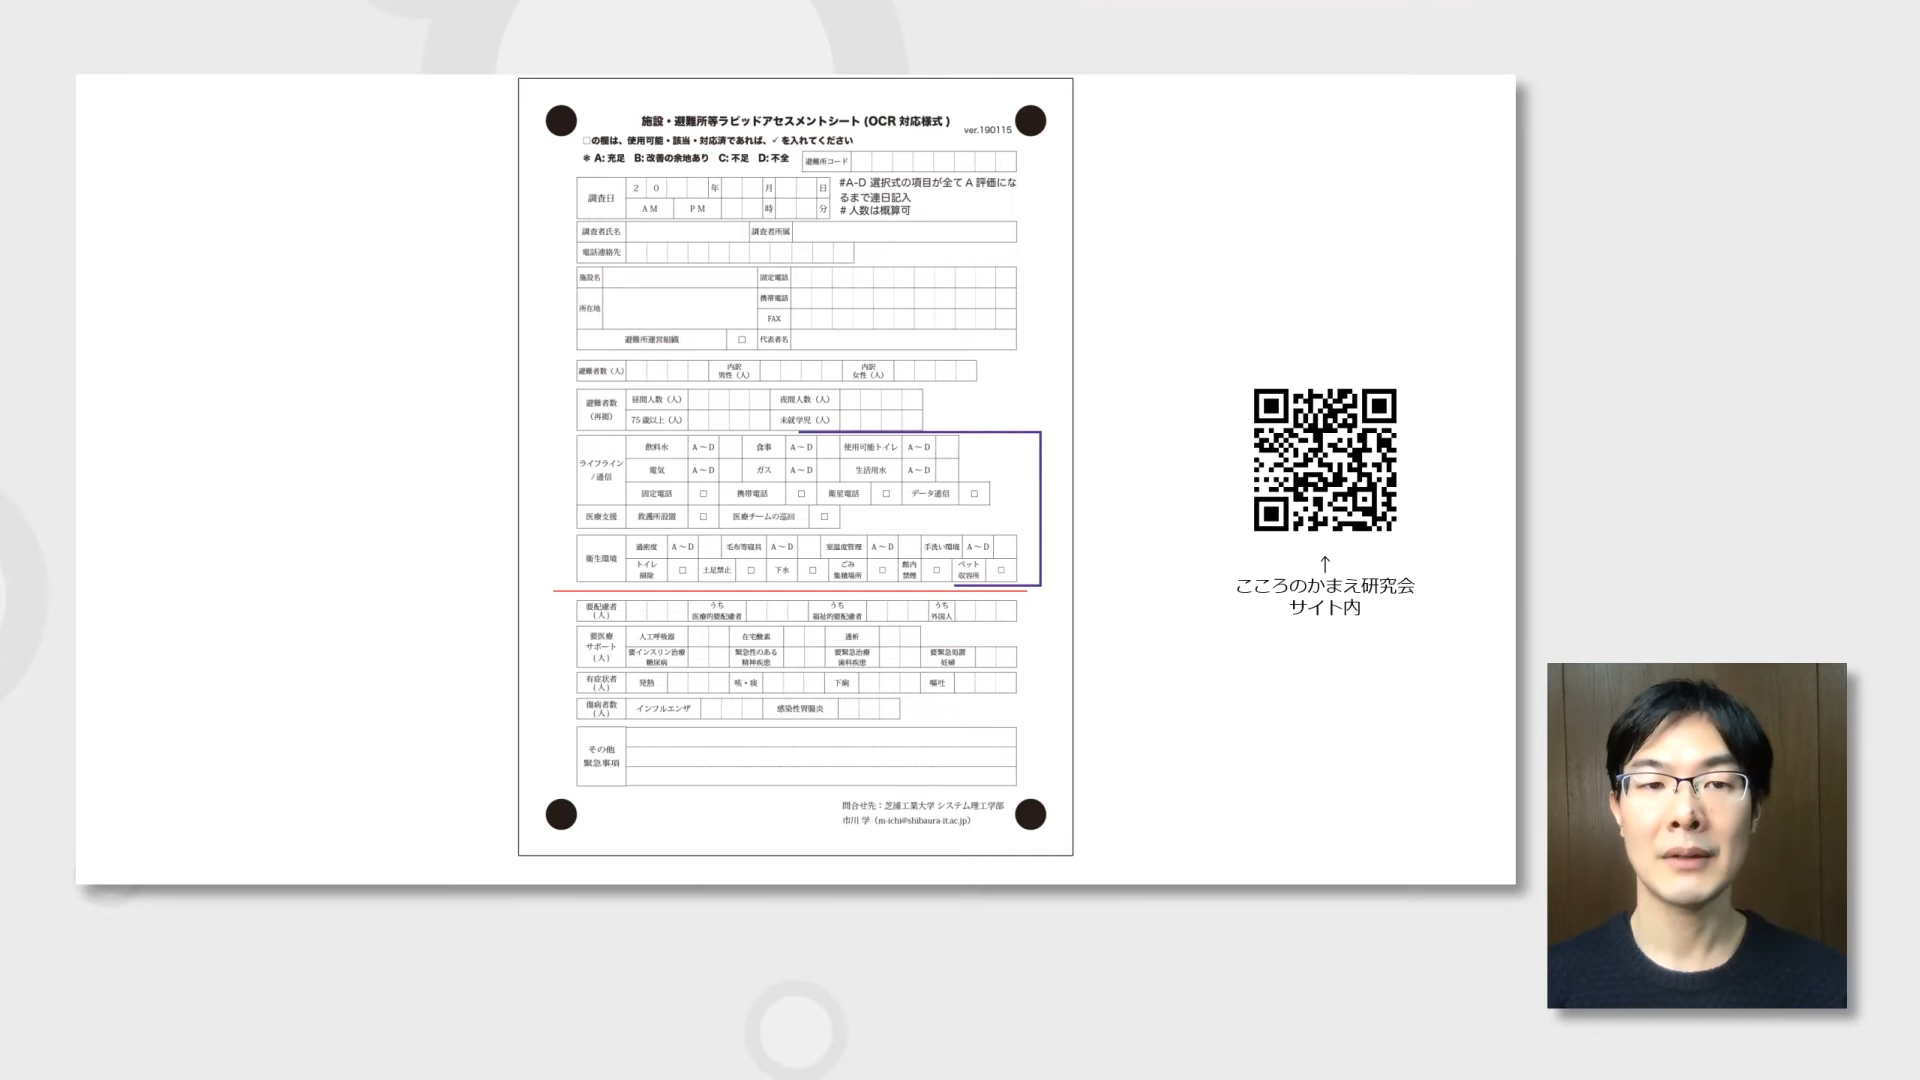 施設・避難所等ラピッドアセスメントシート (OCR 対応様式 )
ver.190115
□の欄は、使用可能・該当・対応済であれば、✓ を入れてください
＊ A: 充足 B: 改善の余地あり C: 不足 D: 不全
避難所コード
調査日 2 0 年 月 日
AM PM 時 分
#A-D 選択式の項目が全て A 評価にな
るまで連日記入
# 人数は概算可
調査者氏名 調査者所属
電話連絡先
施設名 固定電話
所在地 携帯電話
FAX
避難所運営組織 □ 代表者名
避難者数（人） 内訳 男性（人） 内訳 女性（人）
避難者数（再掲） 昼間人数（人） 夜間人数（人）
75 歳以上（人） 未就学児（人）
ライフライン / 通信 飲料水 A ～ D 食事 A ～ D 使用可能トイレ A ～ D
電気 A ～ D ガス A ～ D 生活用水 A ～ D
固定電話 □ 携帯電話 □ 衛星電話 □ データ通信 □
医療支援 救護所設置 □ 医療チームの巡回 □
衛生環境 過密度 A ～ D 毛布等寝具 A ～ D 室温度管理 A ～ D 手洗い環境 A ～ D
トイレ掃除 □ 土足禁止 □ 下水 □ ごみ集積場所 □ 館内禁煙 □ ペット収容所 □
要配慮者（人） うち 医療的要配慮者 うち 福祉的要配慮者 うち 外国人
要医療サポート（人） 人工呼吸器 在宅酸素 透析
要インスリン治療糖尿病 緊急性のある精神疾患 要緊急治療歯科疾患 要緊急処置妊婦
有症状者（人） 発熱 咳・痰 下痢 嘔吐
傷病者数（人） インフルエンザ 感染性胃腸炎
その他
緊急事項
問合せ先：芝浦工業大学 システム理工学部
市川 学（m-ichi@shibaura-it.ac.jp）
↑
こころのかまえ研究会
サイト内